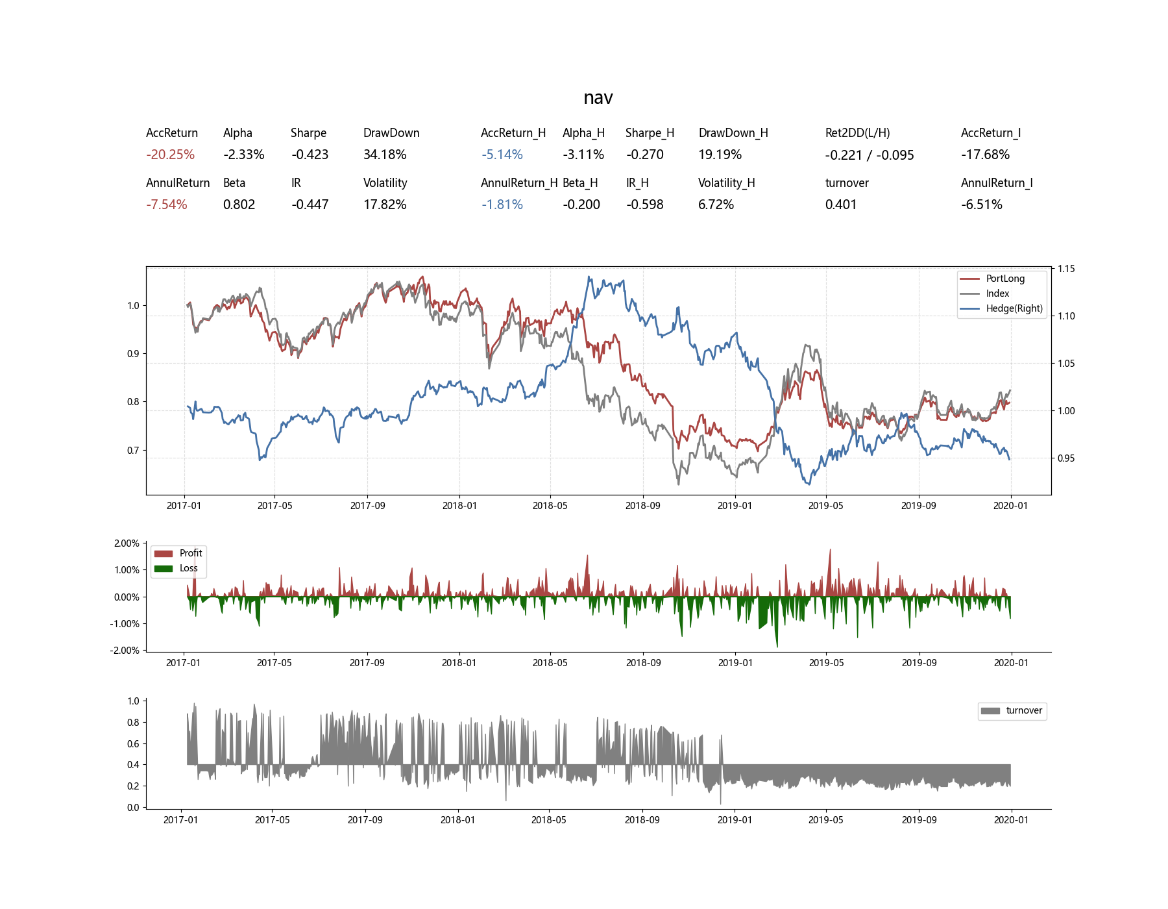 nav
AccReturn Alpha Sharpe DrawDown AccReturn_H Alpha_H Sharpe_H DrawDown_H Ret2DD(L/H) AccReturn_I
-20.25% -2.33% -0.423 34.18% -5.14% -3.11% -0.270 19.19% -0.221 / -0.095 -17.68%
AnnulReturn Beta IR Volatility AnnulReturn_H Beta_H IR_H Volatility_H turnover AnnulReturn_I
-7.54% 0.802 -0.447 17.82% -1.81% -0.200 -0.598 6.72% 0.401 -6.51%
1.15
PortLong
Index
Hedge(Right)
1.0
1.10
0.9
1.05
0.8
1.00
0.7
0.95
2017-01 2017-05 2017-09 2018-01 2018-05 2018-09 2019-01 2019-05 2019-09 2020-01
2.00%
Profit
Loss
1.00%
0.00%
-1.00%
-2.00%
2017-01 2017-05 2017-09 2018-01 2018-05 2018-09 2019-01 2019-05 2019-09 2020-01
1.0
turnover
0.8
0.6
0.4
0.2
0.0
2017-01 2017-05 2017-09 2018-01 2018-05 2018-09 2019-01 2019-05 2019-09 2020-01